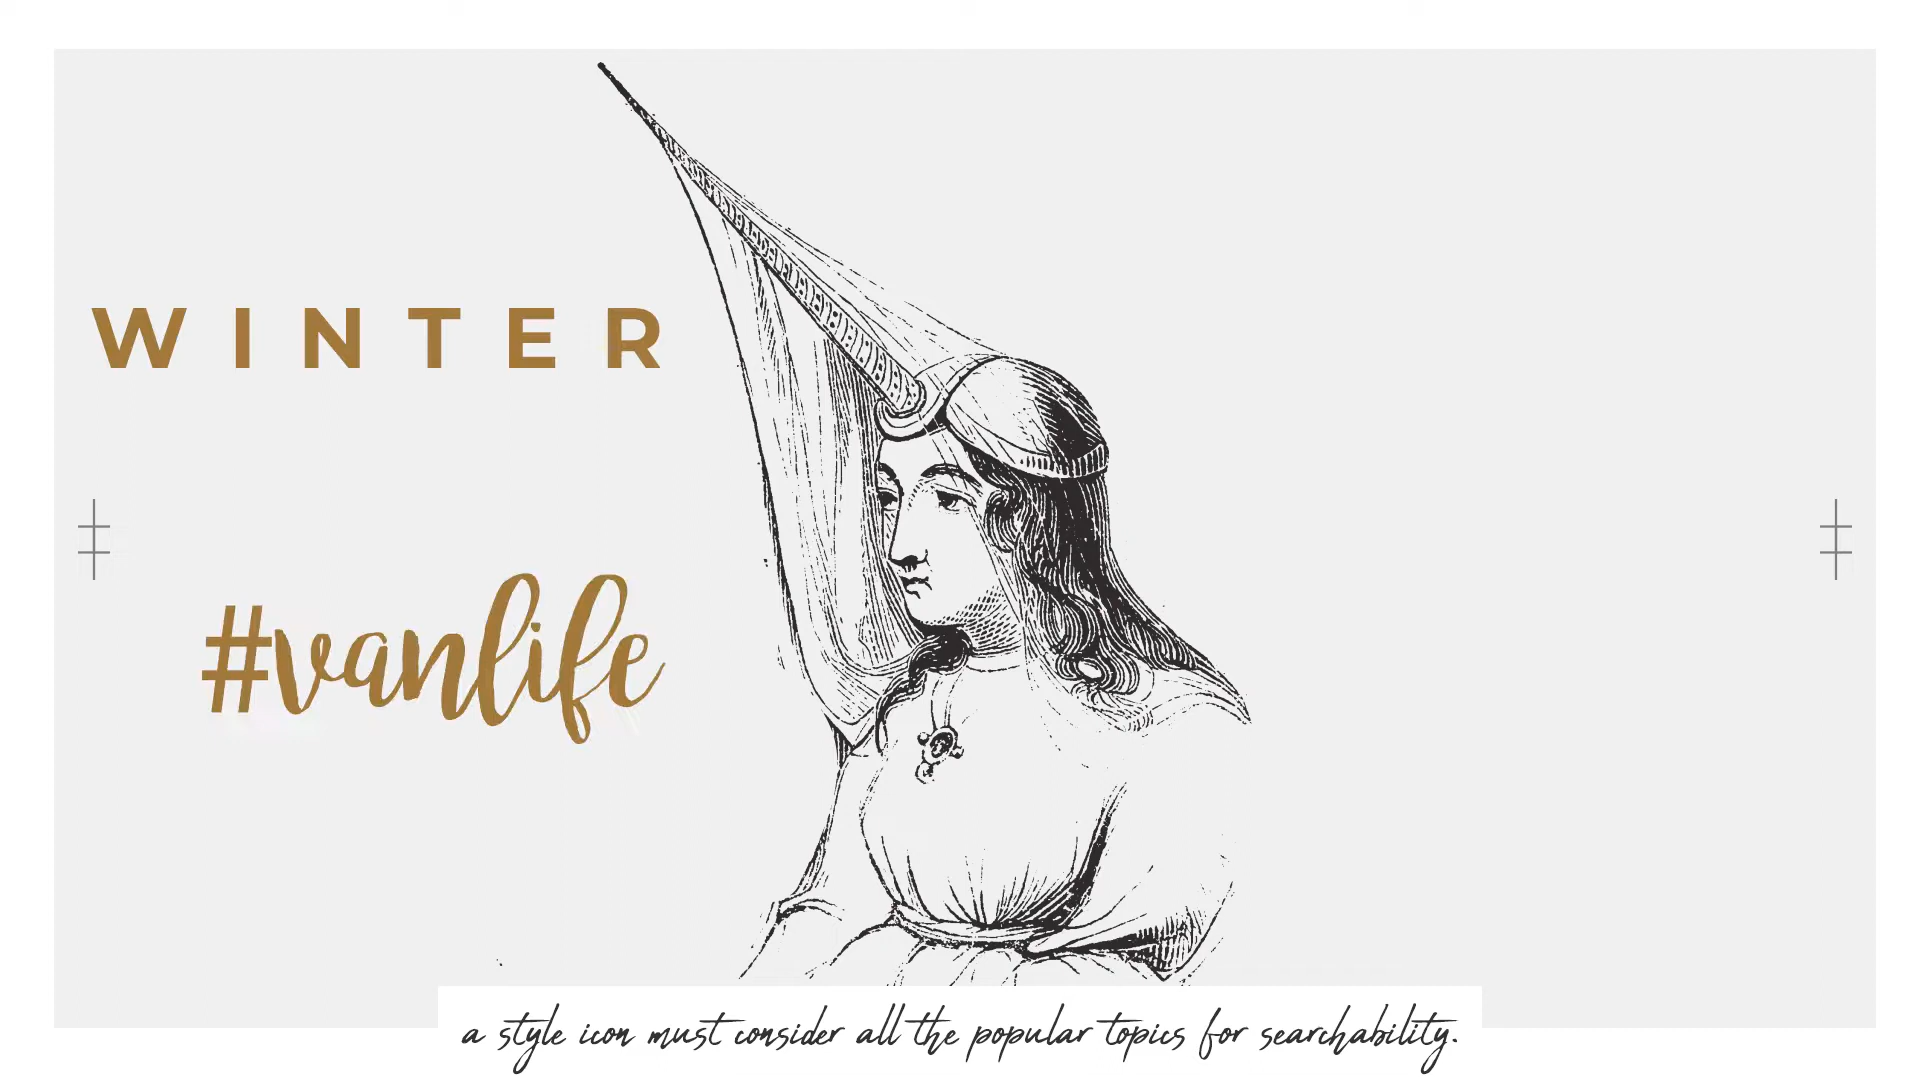 WINTER
#vanlife
a style icon must consider all the popular topics for searchability.